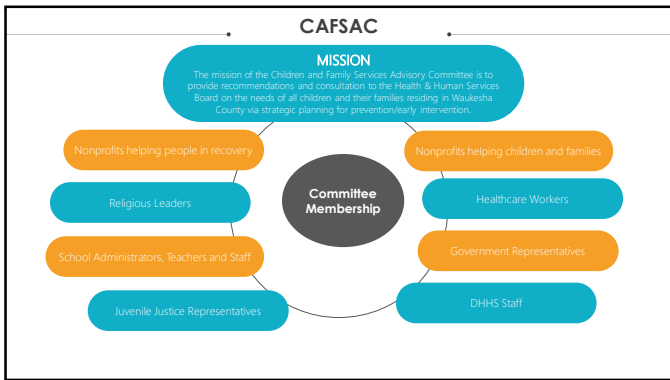 CAFSAC
MISSION
The mission of the Children and Family Services Advisory Committee is to
provide recommendations and consultation to the Health & Human Services
Board on the needs of all children and their families residing in Waukesha
County via strategic planning for prevention/early intervention.
Nonprofits helping people in recovery
Religious Leaders
School Administrators, Teachers and Staff
Juvenile Justice Representatives
Committee
Membership
Nonprofits helping children and families
Healthcare Workers
Government Representatives
DHHS Staff